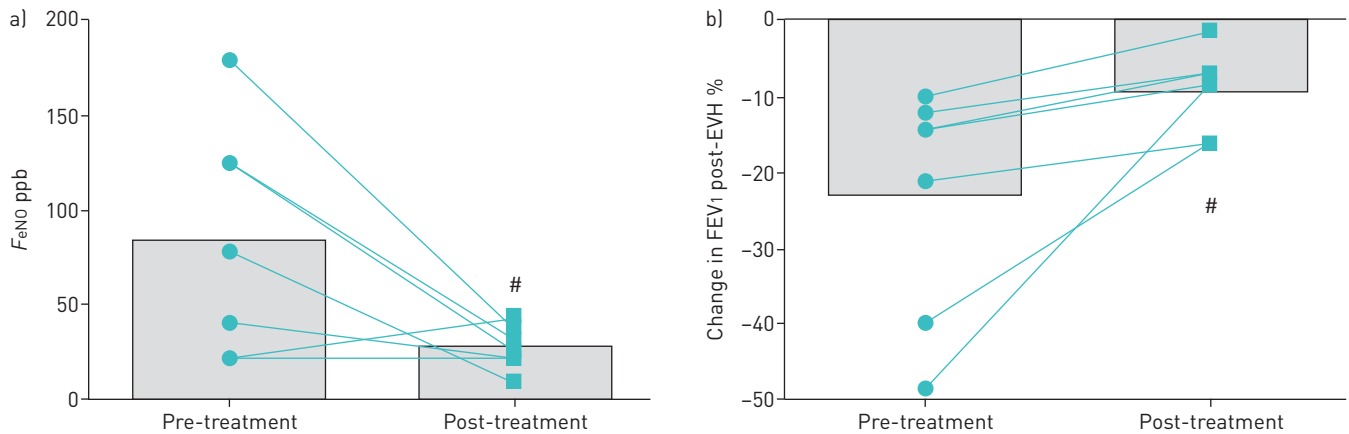 a)
200
150
100
50
0
FeNO ppb
#
Pre-treatment
Post-treatment
b)
0
–10
–20
–30
–40
–50
Change in FEV1 post-EVH %
#
Pre-treatment
Post-treatment